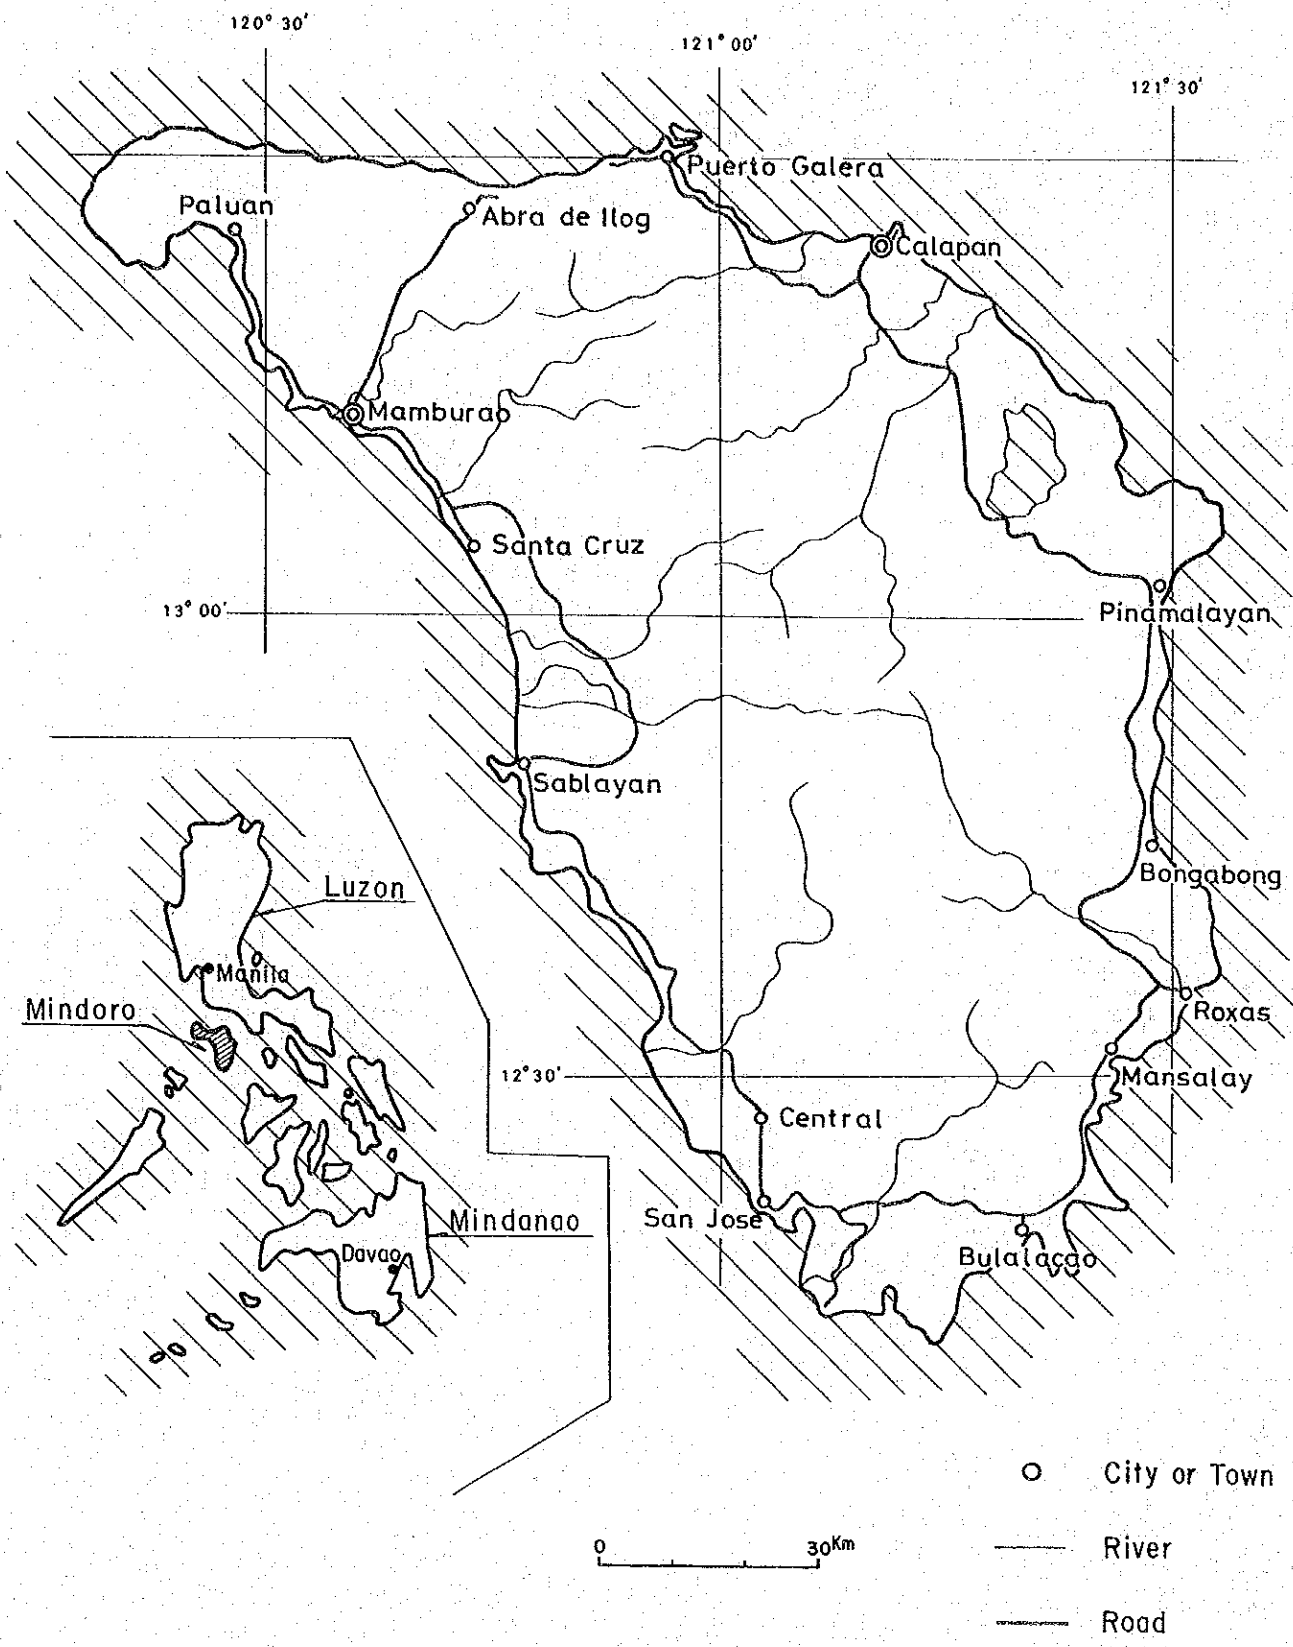 120° 30'
121° 00'
121° 30'
Puerto Galera
Paluan
Abra de Ilog
Calapan
Mamburao
Santa Cruz
13° 00'
Pinamalayan
Sablayan
Bongabong
Luzon
Manila
Mindoro
Roxas
12° 30'
Mansalay
Central
San Jose
Mindanao
Davao
Bulalacao
City or Town
0 30Km
River
Road